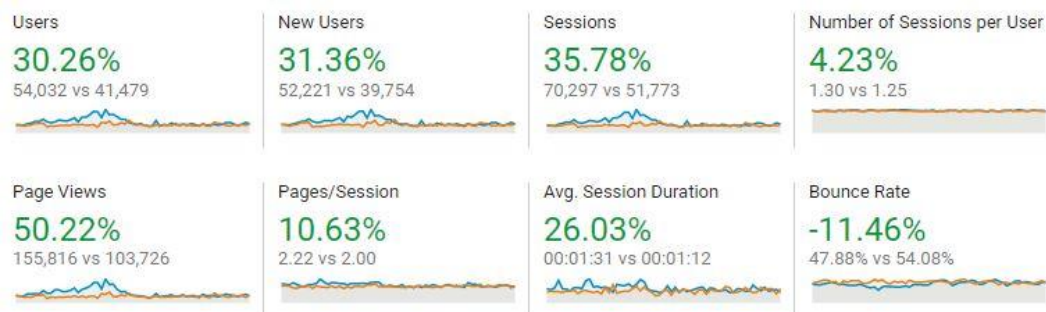 Users
30.26%
54,032 vs 41,479
New Users
31.36%
52,221 vs 39,754
Sessions
35.78%
70,297 vs 51,773
Number of Sessions per User
4.23%
1.30 vs 1.25
Page Views
50.22%
155,816 vs 103,726
Pages/Session
10.63%
2.22 vs 2.00
Avg. Session Duration
26.03%
00:01:31 vs 00:01:12
Bounce Rate
-11.46%
47.88% vs 54.08%